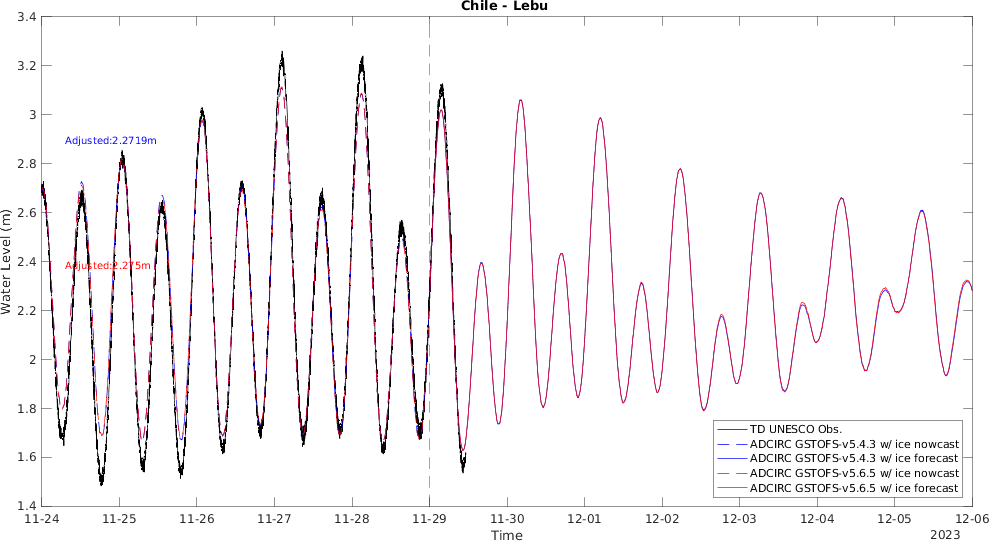 Chile - Lebu
3.4
3.2
3
2.8
2.6
2.4
2.2
2
1.8
1.6
1.4
Water Level (m)
Adjusted:2.2719m
Adjusted:2.275m
TD UNESCO Obs.
ADCIRC GSTOFS-v5.4.3 w/ ice nowcast
ADCIRC GSTOFS-v5.4.3 w/ ice forecast
ADCIRC GSTOFS-v5.6.5 w/ ice nowcast
ADCIRC GSTOFS-v5.6.5 w/ ice forecast
11-24 11-25 11-26 11-27 11-28 11-29 11-30 12-01 12-02 12-03 12-04 12-05 12-06
Time
2023